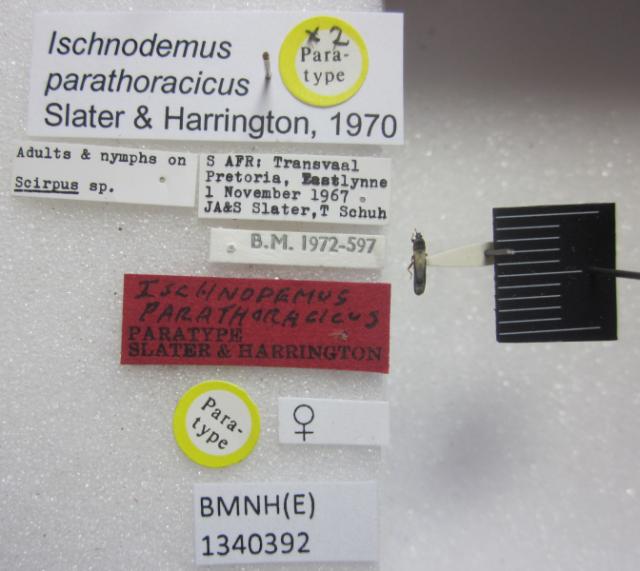 Ischnodemus
parathoracicus
Slater & Harrington, 1970
x 2
Para-
type
Adults & nymphs on
Scirpus sp.
S AFR: Transvaal
Pretoria, Eastlynne
1 November 1967
JA&S Slater,T Schuh
B.M. 1972-597
ISCHNODEMUS
PARATHORACICUS
PARATYPE
SLATER & HARRINGTON
Para-
type
♀
BMNH(E)
1340392